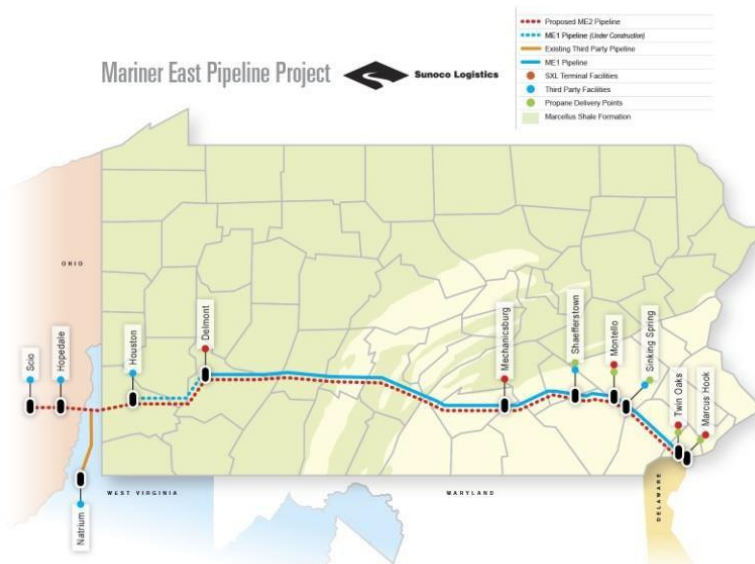 Proposed ME2 Pipeline
ME1 Pipeline (Under Construction)
Existing Third Party Pipeline
ME1 Pipeline
SXL Terminal Facilities
Third Party Facilities
Propane Delivery Points
Marcellus Shale Formation
Mariner East Pipeline Project
Sunoco Logistics
OHIO
Scio
Hopedale
Houston
Delmont
Mechanicsburg
Shaefferstown
Montello
Sinking Spring
Twin Oaks
Marcus Hook
Natrium
WEST VIRGINIA
MARYLAND
DELAWARE